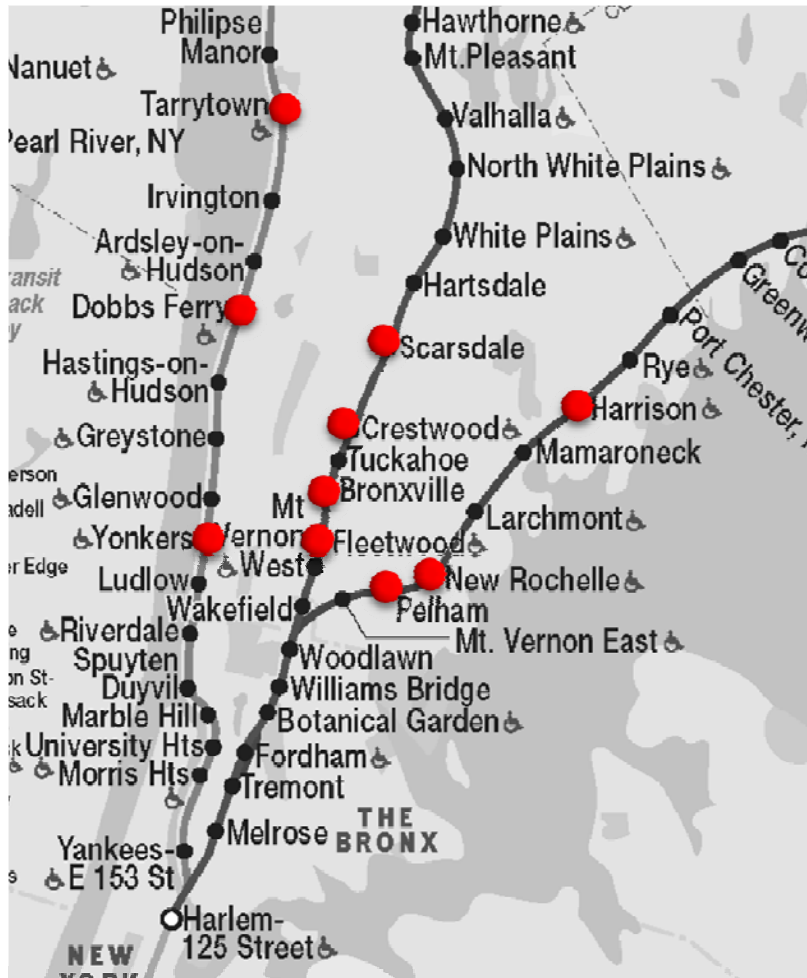 Philipse
Manor
Hawthorne
Mt.Pleasant
Nanuet
Tarrytown
Valhalla
Pearl River, NY
North White Plains
Irvington
White Plains
Ardsley-on-
Hudson
Hartsdale
Dobbs Ferry
Scarsdale
Port Chester,
Rye
Hastings-on-
Hudson
Harrison
Greystone
Crestwood
Tuckahoe
Mamaroneck
Bronxville
Glenwood
Mt
Vernon
West
Larchmont
Yonkers
Fleetwood
er Edge
Ludlow
New Rochelle
Wakefield
Pelham
Riverdale
Mt. Vernon East
Spuyten
Duyvil
Woodlawn
Williams Bridge
Marble Hill
Botanical Garden
University Hts
Fordham
Morris Hts
Tremont
THE
BRONX
Melrose
Yankees-
E 153 St
Harlem-
125 Street
NEW
YORK